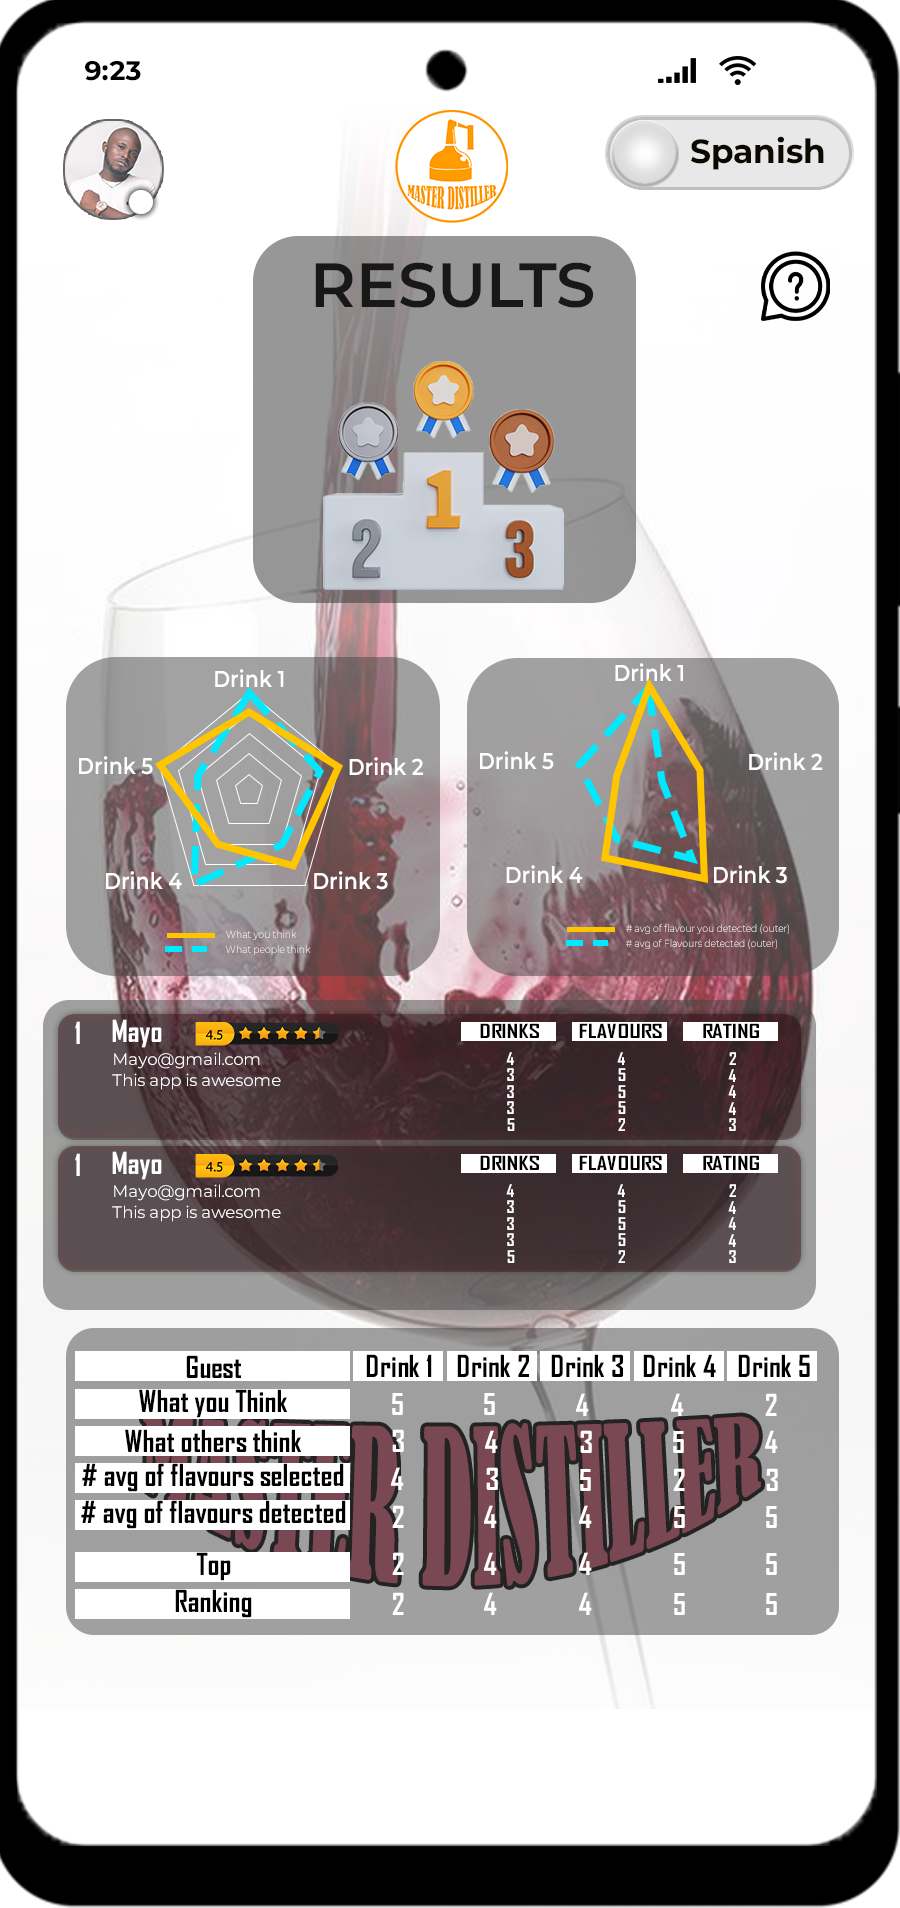 9:23
MASTER DISTILLER
Spanish
RESULTS
?
1
2
3
Drink 1
Drink 5
Drink 2
Drink 4
Drink 3
What you think
What people think
Drink 1
Drink 5
Drink 2
Drink 4
Drink 3
# avg of flavour you detected (outer)
# avg of Flavours detected (outer)
1 Mayo 4.5 DRINKS FLAVOURS RATING
Mayo@gmail.com
This app is awesome
4 4 2
3 5 4
3 5 4
3 5 4
5 2 3
1 Mayo 4.5 DRINKS FLAVOURS RATING
Mayo@gmail.com
This app is awesome
4 4 2
3 5 4
3 5 4
3 5 4
5 2 3
Guest Drink 1 Drink 2 Drink 3 Drink 4 Drink 5
What you Think 5 5 4 4 2
What others think 3 4 3 5 4
# avg of flavours selected 4 3 5 2 3
# avg of flavours detected 2 4 4 5 5
Top 2 4 4 5 5
Ranking 2 4 4 5 5
MASTER DISTILLER